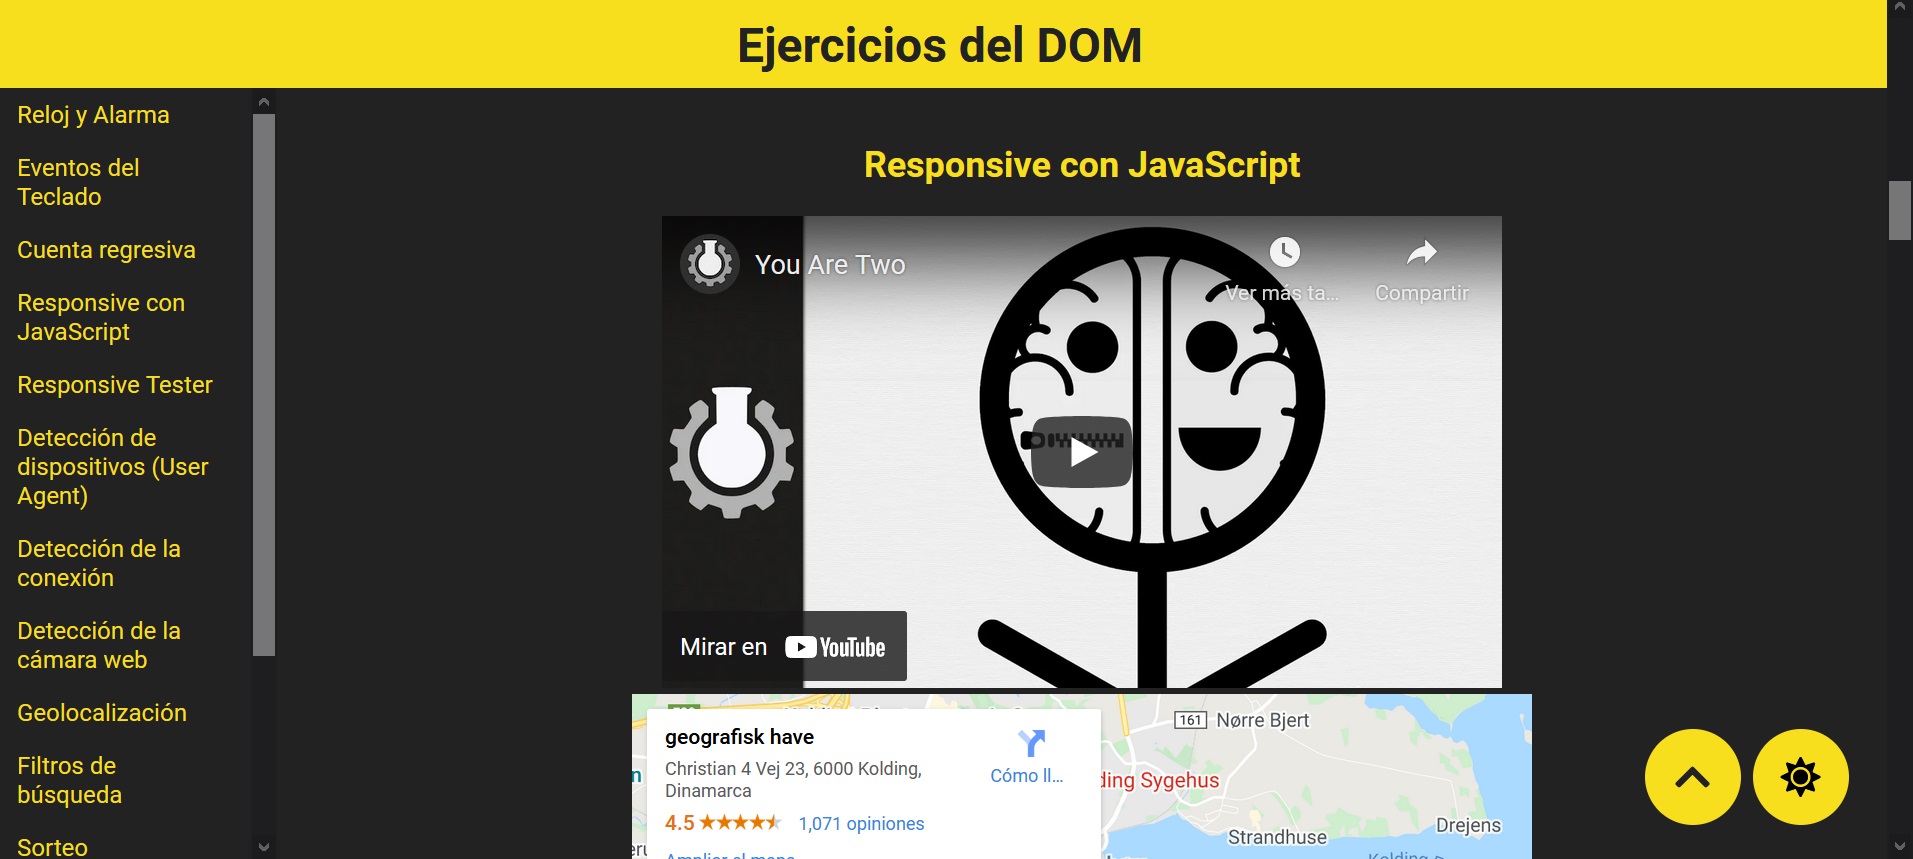 Ejercicios del DOM
Reloj y Alarma
Eventos del
Teclado
Cuenta regresiva
Responsive con
JavaScript
Responsive Tester
Detección de
dispositivos (User
Agent)
Detección de la
conexión
Detección de la
cámara web
Geolocalización
Filtros de
búsqueda
Sorteo
Responsive con JavaScript
You Are Two
Ver más ta...
Compartir
Mirar en YouTube
geografisk have
Christian 4 Vej 23, 6000 Kolding,
Dinamarca
4.5 1,071 opiniones
Ampliar el mapa
Cómo ll...
161 Nørre Bjert
Sygehus
Strandhuse
Drejens